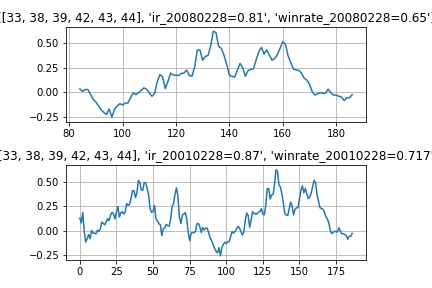 [33, 38, 39, 42, 43, 44], 'ir_20080228=0.81', 'winrate_20080228=0.65'
0.50
0.25
0.00
−0.25
80 100 120 140 160 180
[33, 38, 39, 42, 43, 44], 'ir_20010228=0.87', 'winrate_20010228=0.717'
0.50
0.25
0.00
−0.25
0 25 50 75 100 125 150 175